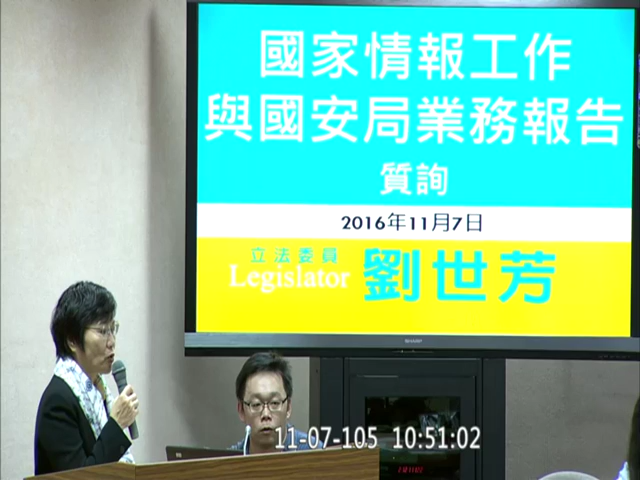 國家情報工作
與國安局業務報告
質詢
2016年11月7日
立法委員
Legislator 劉世芳
SHARP
11-07-105 10:51:02